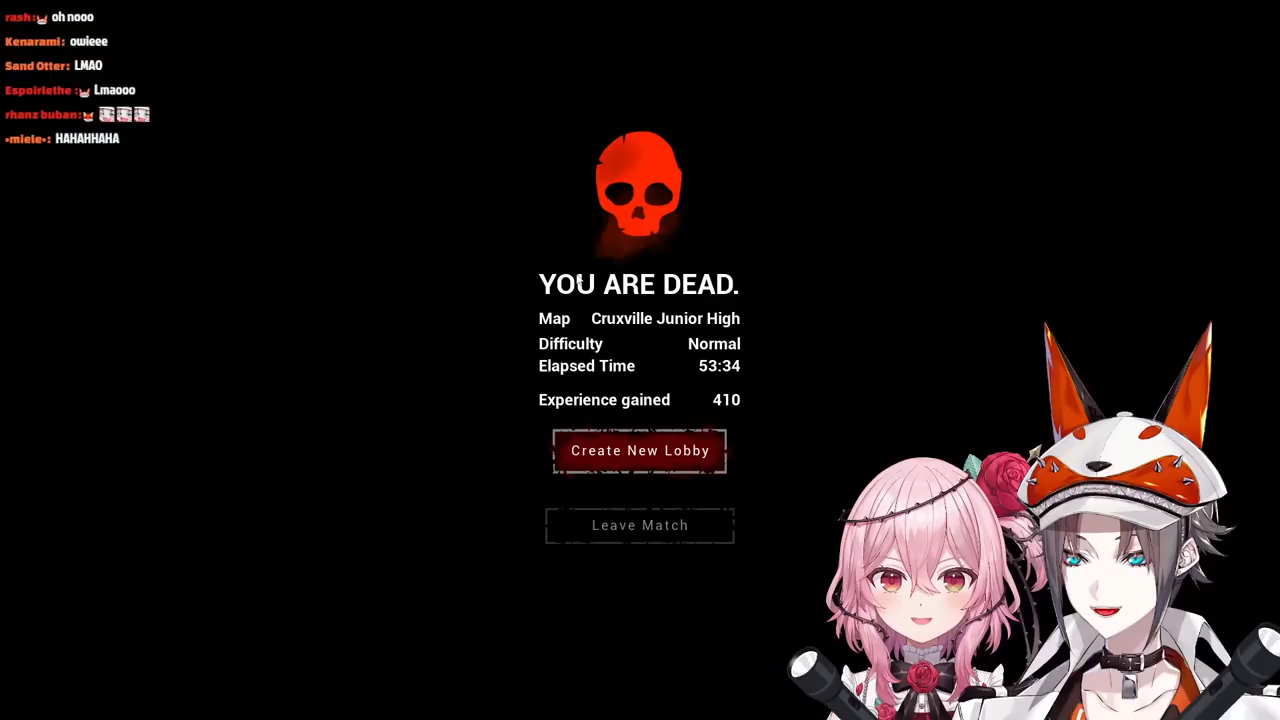 rash: oh nooo
Kenarami: owieee
Sand Otter: LMAO
Espoirlethe: Lmaooo
rhanz buban:
•miele•: HAHAHHAHA
YOU ARE DEAD.
Map Cruxville Junior High
Difficulty Normal
Elapsed Time 53:34
Experience gained 410
Create New Lobby
Leave Match